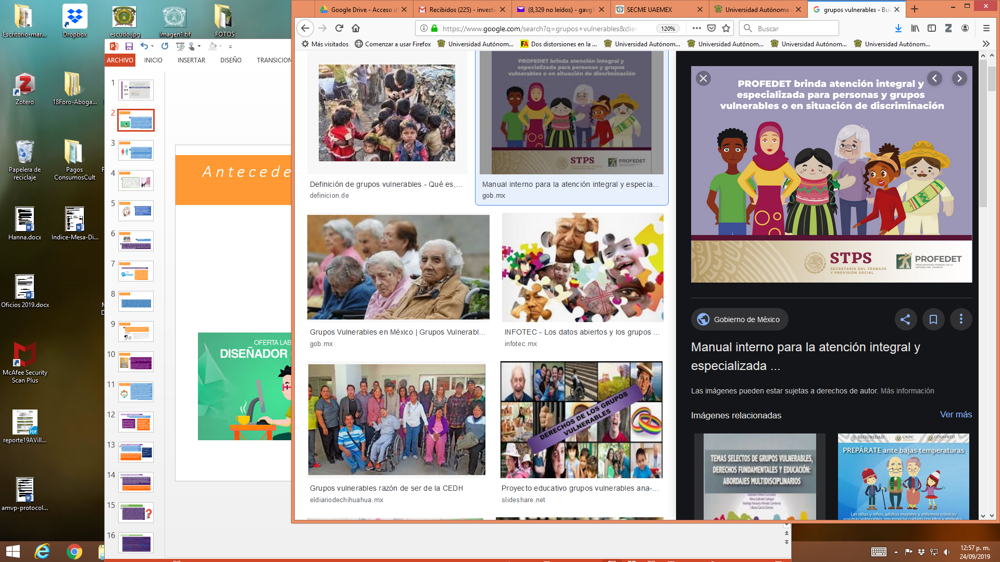 Escritorio-mar...
Dropbox
escudo.jpg
Imagen1.tif
FOTOS
Zotero
18Foro-Aboga...
Papelera de
reciclaje
Pagos
ConsumosCult
Hanna.docx
Indice-Mesa-Di...
Oficios 2019.docx
McAfee Security
Scan Plus
reporte19AVill...
PDF
amvp-protocol...
ARCHIVO
INICIO
INSERTAR
DISEÑO
TRANSICION
1
2
3
4
5
6
7
8
9
10
11
12
13
14
15
16
Antecede
OFERTA LAB
DISEÑADOR
Google Drive - Acceso d
Recibidos (225) - investi
(8,329 no leídos) - gavg1
SECME UAEMEX
Universidad Autónoma
grupos vulnerables - Bus
https://www.google.com/search?q=grupos+vulnerables&clien
120%
Buscar
Más visitados
Comenzar a usar Firefox
Universidad Autónom...
FA
Dos distorsiones en la ...
Universidad Autónom...
Universidad Autónom...
Universidad Autónom...
Universidad Autónom...
PROFEDET brinda atención integral y
especializada para personas y grupos
vulnerables o en situación de discriminación
STPS
PROFEDET
Definición de grupos vulnerables - Qué es,...
definicion.de
Manual interno para la atención integral y especia...
gob.mx
Grupos Vulnerables en México | Grupos Vulnerabl...
gob.mx
INFOTEC - Los datos abiertos y los grupos ...
infotec.mx
DERECHOS DE LOS GRUPOS
VULNERABLES
Grupos vulnerables razón de ser de la CEDH
eldiariodechihuahua.mx
Proyecto educativo grupos vulnerables ana-...
slideshare.net
PROFEDET brinda atención integral y
especializada para personas y grupos
vulnerables o en situación de discriminación
STPS
SECRETARÍA DEL TRABAJO
Y PREVISIÓN SOCIAL
PROFEDET
PROCURADURÍA FEDERAL DE LA
DEFENSA DEL TRABAJO
Gobierno de México
Manual interno para la atención integral y
especializada ...
Las imágenes pueden estar sujetas a derechos de autor. Más información
Imágenes relacionadas
Ver más
TEMAS SELECTOS DE GRUPOS VULNERABLES,
DERECHOS FUNDAMENTALES Y EDUCACIÓN:
ABORDAJES MULTIDISCIPLINARIOS
SEGURIDAD
CNPC
CENAPRED
PREPÁRATE ante bajas temperaturas
Las niñas y niños, adultos mayores y enfermos crónicos
son más vulnerables, ten especial cuidado con ellos y abrígalos
12:57 p. m.
24/09/2019